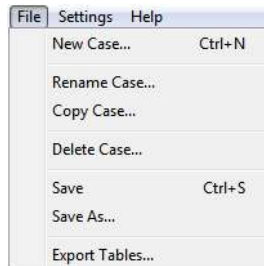 File Settings Help
New Case... Ctrl+N
Rename Case...
Copy Case...
Delete Case...
Save Ctrl+S
Save As...
Export Tables...